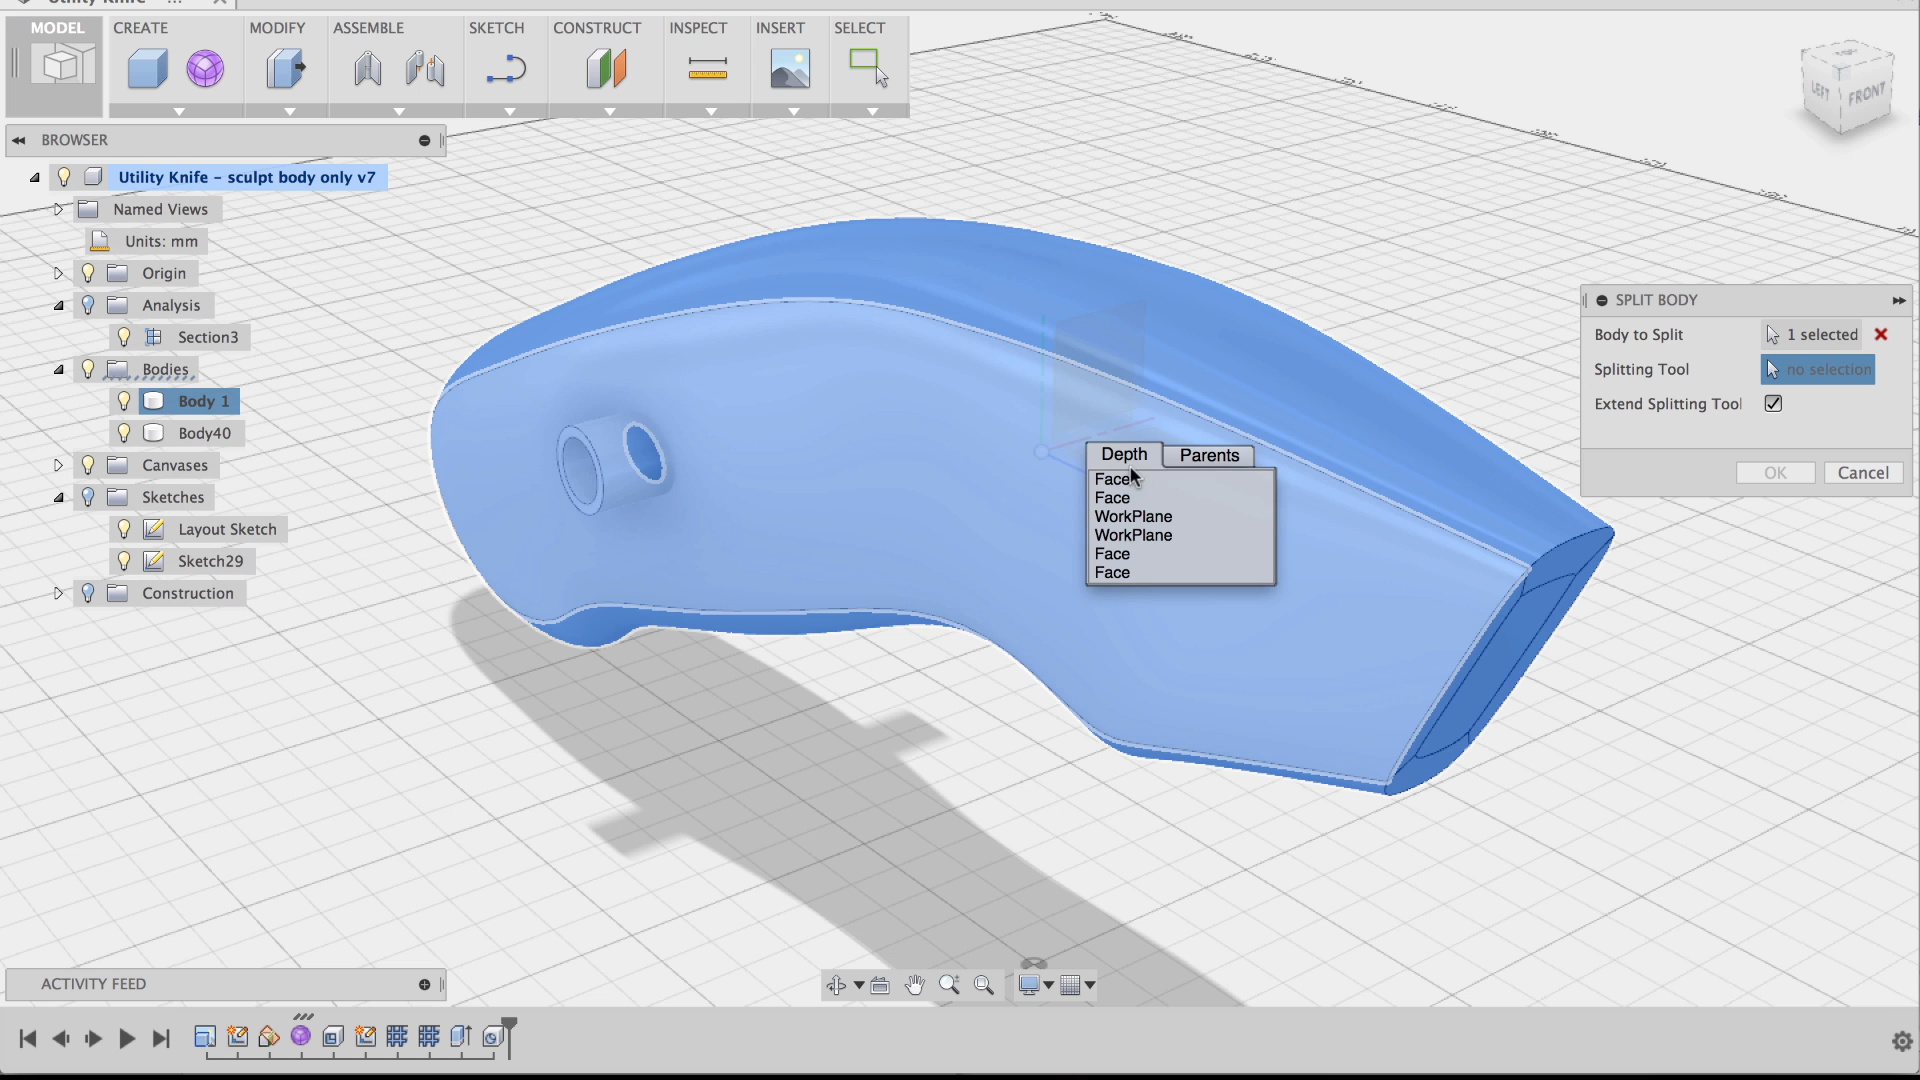 MODEL
CREATE
MODIFY
ASSEMBLE
SKETCH
CONSTRUCT
INSPECT
INSERT
SELECT
LEFT
FRONT
BROWSER
Utility Knife – sculpt body only v7
Named Views
Units: mm
Origin
Analysis
Section3
Bodies
Body 1
Body40
Canvases
Sketches
Layout Sketch
Sketch29
Construction
SPLIT BODY
Body to Split
1 selected
Splitting Tool
no selection
Extend Splitting Tool
OK
Cancel
Depth
Parents
Face
Face
WorkPlane
WorkPlane
Face
Face
ACTIVITY FEED